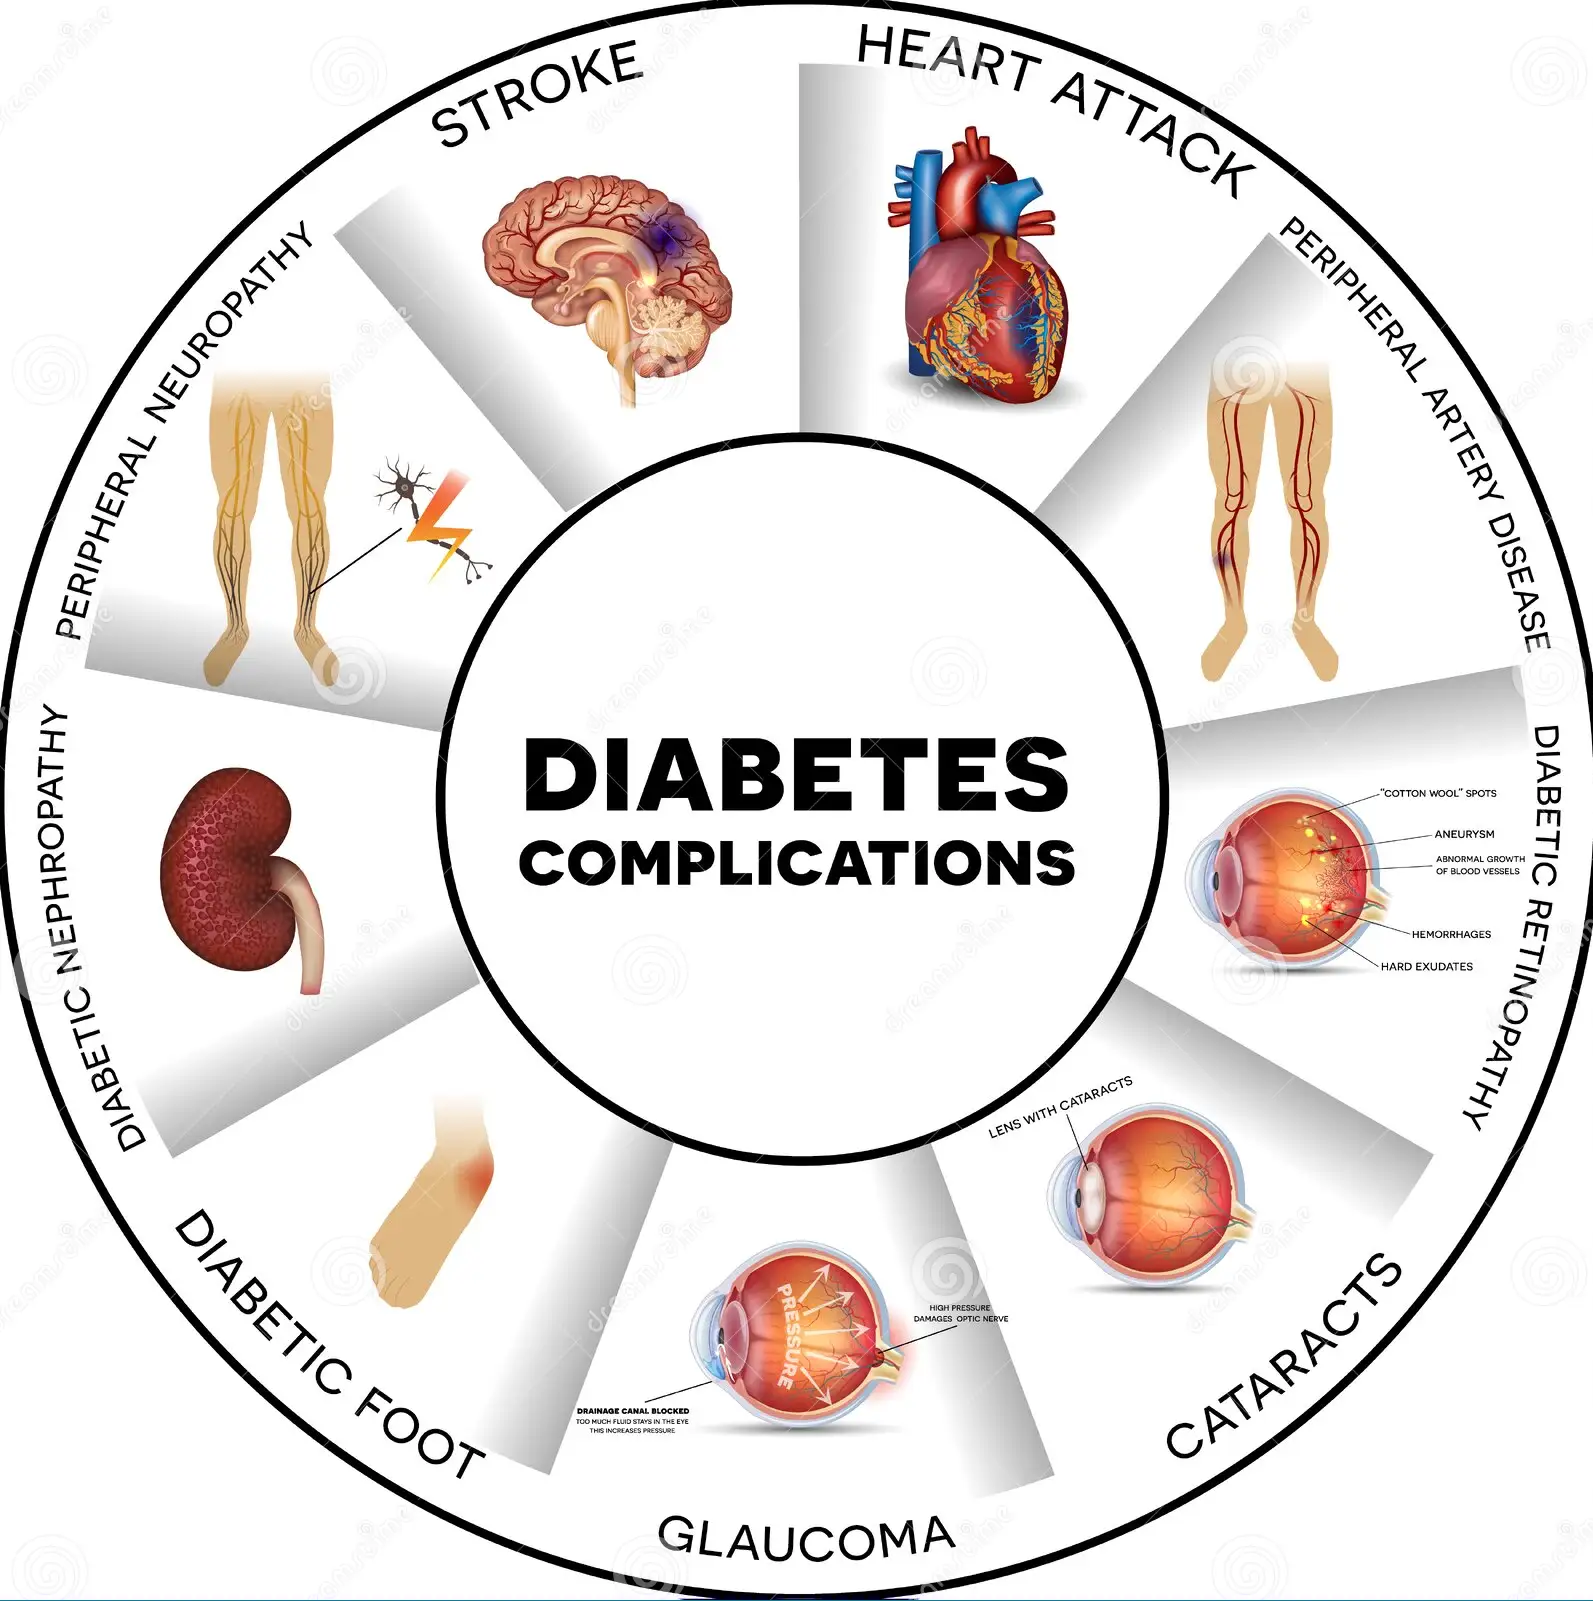 DIABETES
COMPLICATIONS
STROKE
HEART ATTACK
PERIPHERAL ARTERY DISEASE
DIABETIC RETINOPATHY
"COTTON WOOL" SPOTS
ANEURYSM
ABNORMAL GROWTH
OF BLOOD VESSELS
HEMORRHAGES
HARD EXUDATES
CATARACTS
LENS WITH CATARACTS
GLAUCOMA
PRESSURE
HIGH PRESSURE
DAMAGES OPTIC NERVE
DRAINAGE CANAL BLOCKED
TOO MUCH FLUID STAYS IN THE EYE
THIS INCREASES PRESSURE
DIABETIC FOOT
DIABETIC NEPHROPATHY
PERIPHERAL NEUROPATHY
dreamstime